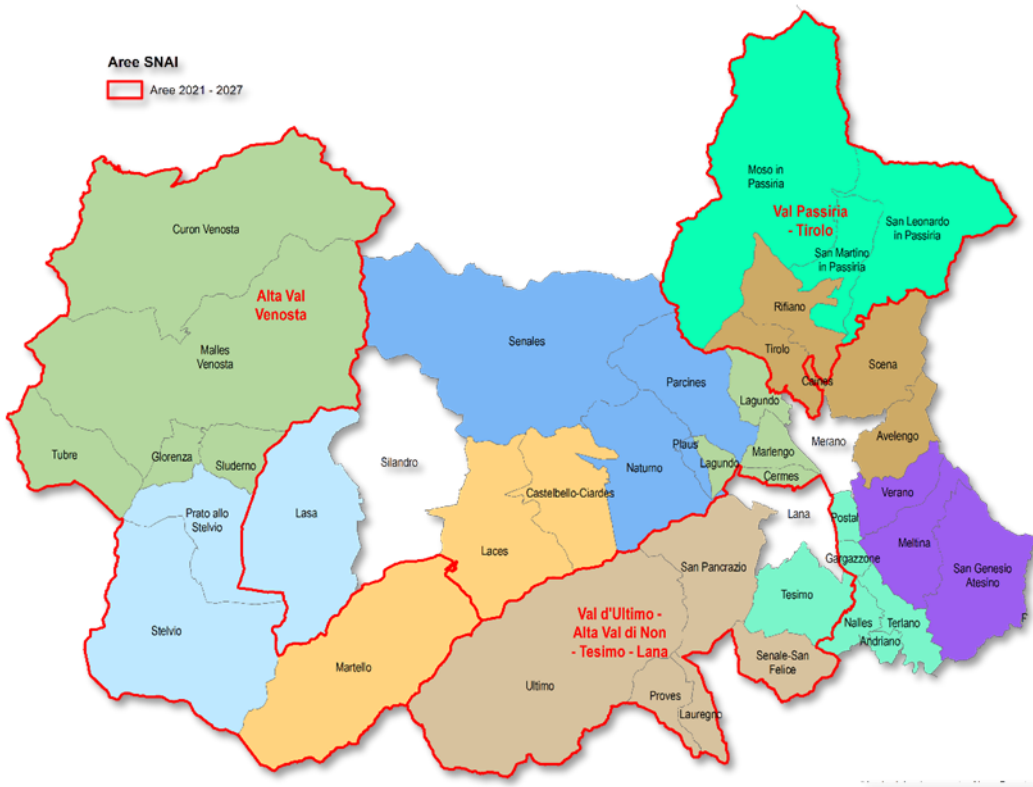 Aree SNAI
Aree 2021 - 2027
Moso in
Passiria
Val Passiria
- Tirolo
San Leonardo
in Passiria
San Martino
in Passiria
Curon Venosta
Alta Val
Venosta
Rifiano
Malles
Venosta
Senales
Tirolo
Caines
Scena
Parcines
Lagundo
Tubre
Glorenza
Sluderno
Silandro
Plaus
Lagundo
Marlengo
Merano
Avelengo
Naturno
Cermes
Castelbello-Ciardes
Verano
Prato allo
Stelvio
Lasa
Lana
Postal
Laces
Meltina
Gargazzone
San Pancrazio
San Genesio
Atesino
Tesimo
Val d'Ultimo -
Alta Val di Non
- Tesimo - Lana
Nalles
Terlano
Andriano
Stelvio
Martello
Senale-San
Felice
Ultimo
Proves
Lauregno